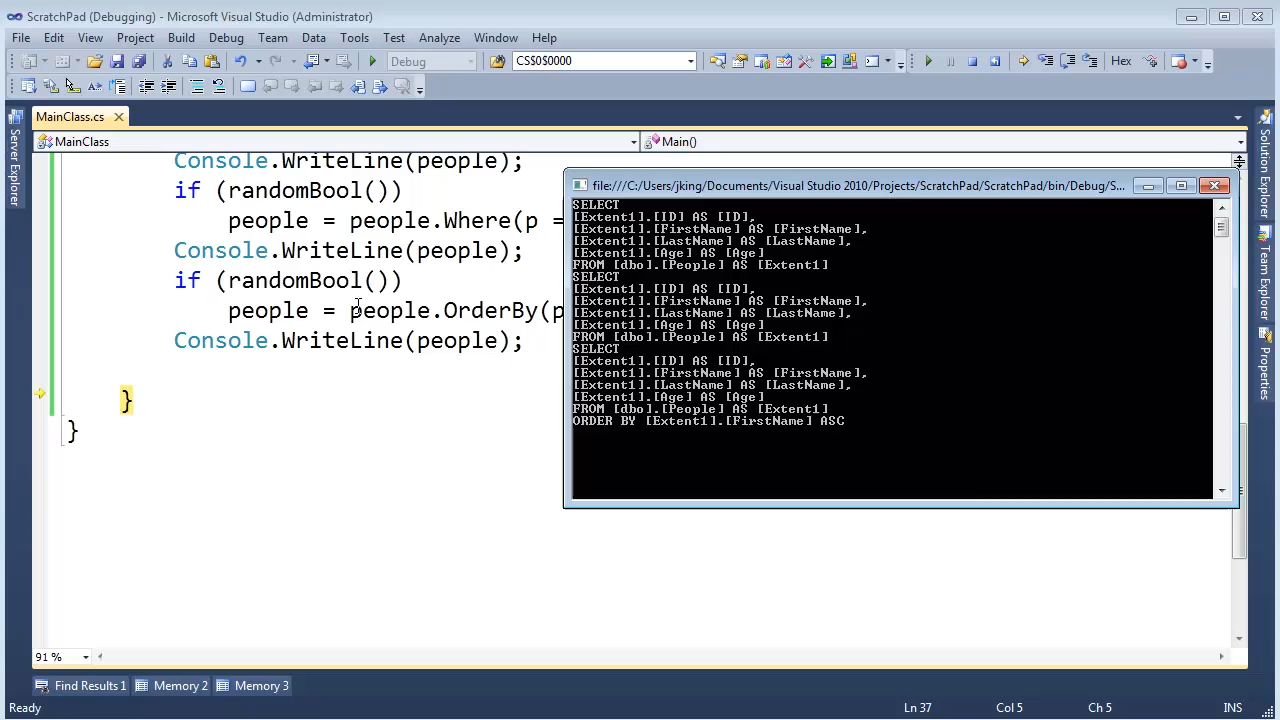 ScratchPad (Debugging) - Microsoft Visual Studio (Administrator)
File Edit View Project Build Debug Team Data Tools Test Analyze Window Help
Debug CS$0$0000 Hex
MainClass.cs
MainClass Main()
Server Explorer
Console.WriteLine(people);
if (randomBool())
people = people.Where(p =
Console.WriteLine(people);
if (randomBool())
people = people.OrderBy(p
Console.WriteLine(people);
}
}
file:///C:/Users/jking/Documents/Visual Studio 2010/Projects/ScratchPad/ScratchPad/bin/Debug/S...
SELECT
[Extent1].[ID] AS [ID],
[Extent1].[FirstName] AS [FirstName],
[Extent1].[LastName] AS [LastName],
[Extent1].[Age] AS [Age]
FROM [dbo].[People] AS [Extent1]
SELECT
[Extent1].[ID] AS [ID],
[Extent1].[FirstName] AS [FirstName],
[Extent1].[LastName] AS [LastName],
[Extent1].[Age] AS [Age]
FROM [dbo].[People] AS [Extent1]
SELECT
[Extent1].[ID] AS [ID],
[Extent1].[FirstName] AS [FirstName],
[Extent1].[LastName] AS [LastName],
[Extent1].[Age] AS [Age]
FROM [dbo].[People] AS [Extent1]
ORDER BY [Extent1].[FirstName] ASC
Solution Explorer
Team Explorer
Properties
91 %
Find Results 1 Memory 2 Memory 3
Ready Ln 37 Col 5 Ch 5 INS